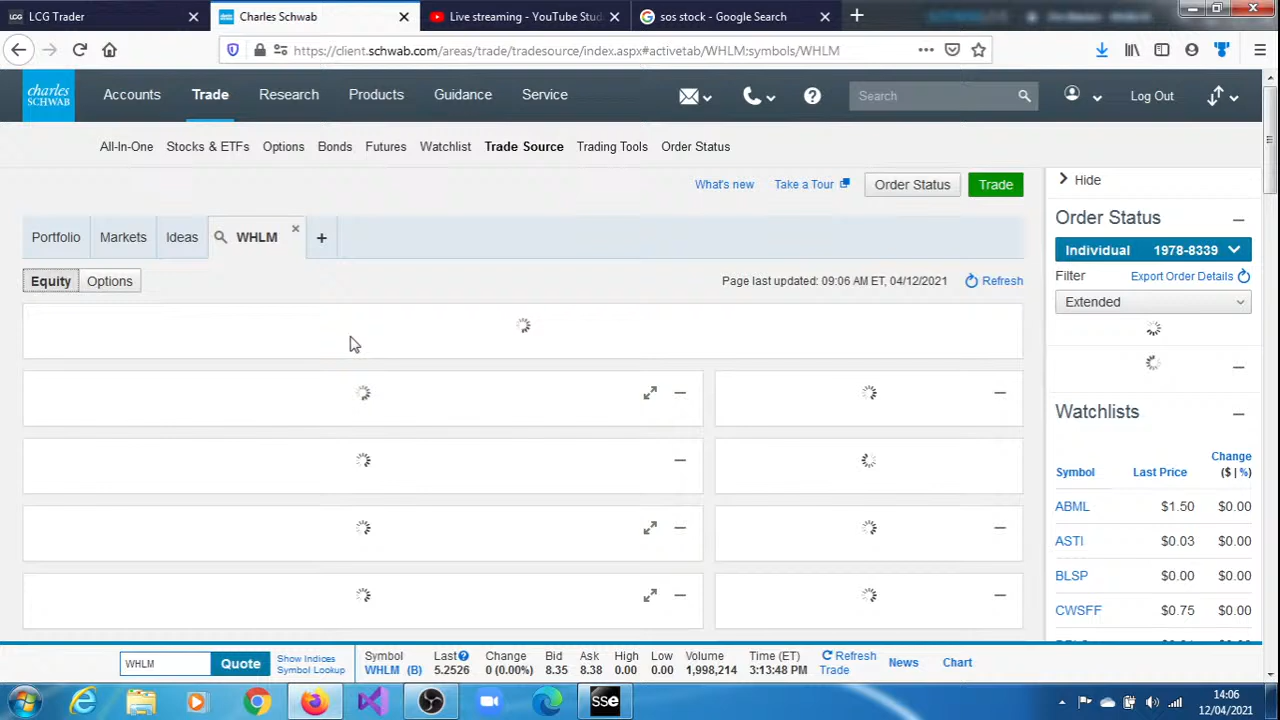 LCG
LCG Trader
Charles Schwab
Live streaming - YouTube Stud
sos stock - Google Search
https://client.schwab.com/areas/trade/tradesource/index.aspx#activetab/WHLM:symbols/WHLM
charles SCHWAB
Accounts
Trade
Research
Products
Guidance
Service
Search
Log Out
All-In-One
Stocks & ETFs
Options
Bonds
Futures
Watchlist
Trade Source
Trading Tools
Order Status
What's new
Take a Tour
Order Status
Trade
Hide
Portfolio
Markets
Ideas
WHLM
+
Order Status
Individual 1978-8339
Equity
Options
Page last updated: 09:06 AM ET, 04/12/2021
Refresh
Filter
Export Order Details
Extended
Watchlists
Symbol
Last Price
Change
($ | %)
ABML $1.50 $0.00
ASTI $0.03 $0.00
BLSP $0.00 $0.00
CWSFF $0.75 $0.00
WHLM
Quote
Show Indices
Symbol Lookup
Symbol Last Change Bid Ask High Low Volume Time (ET)
WHLM (B) 5.2526 0 (0.00%) 8.35 8.38 0.00 0.00 1,998,214 3:13:48 PM
Refresh
Trade
News
Chart
SSe
14:06
12/04/2021